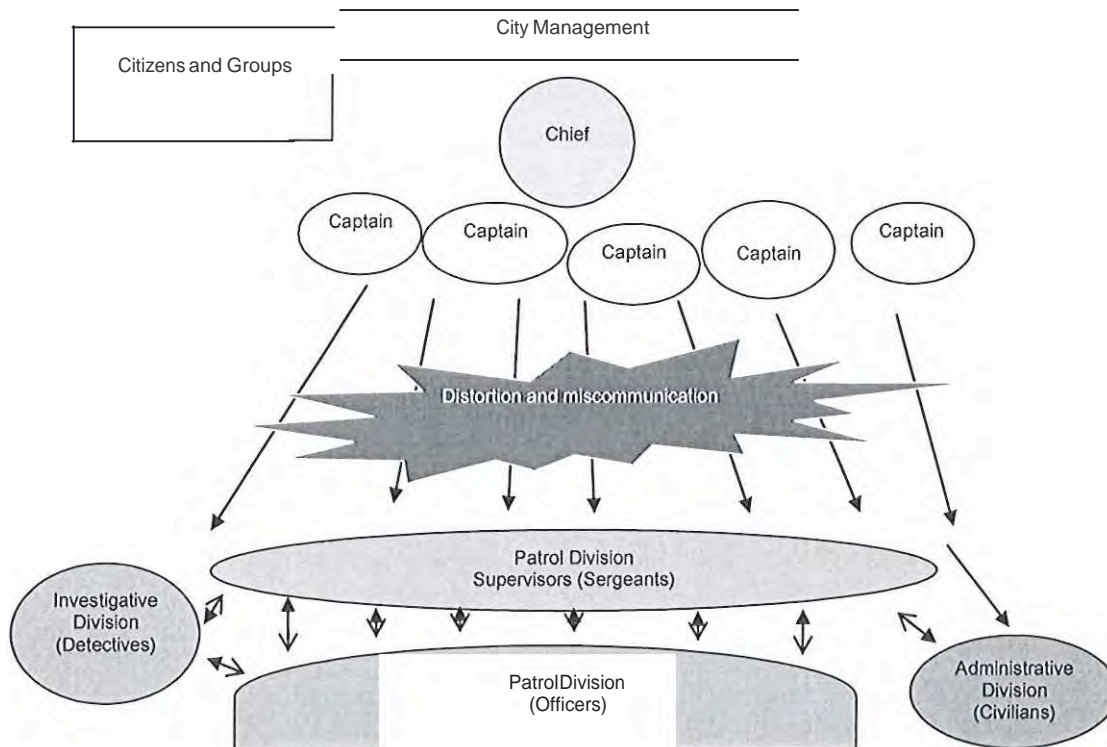 City Management
Citizens and Groups
Chief
Captain
Captain
Captain
Captain
Captain
Distortion and miscommunication
Patrol Division
Supervisors (Sergeants)
Investigative
Division
(Detectives)
PatrolDivision
(Officers)
Administrative
Division
(Civilians)